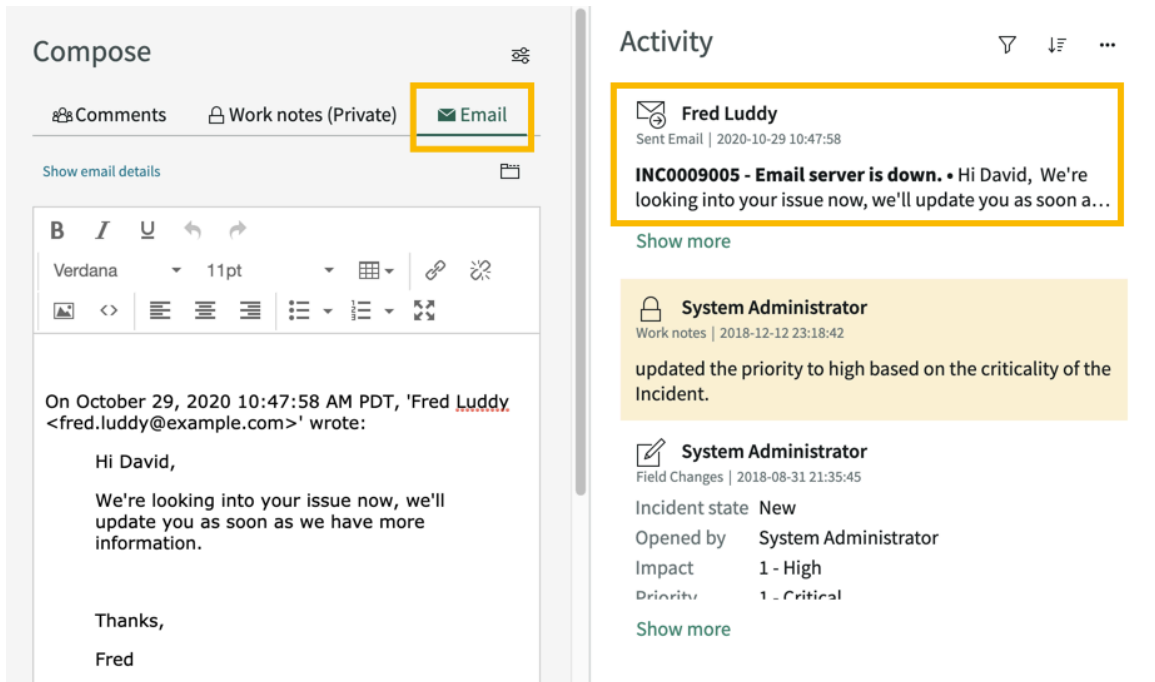 Compose
Comments
Work notes (Private)
Email
Show email details
B I U
Verdana
11pt
On October 29, 2020 10:47:58 AM PDT, 'Fred Luddy
<fred.luddy@example.com>' wrote:
Hi David,
We're looking into your issue now, we'll
update you as soon as we have more
information.
Thanks,
Fred
Activity
Fred Luddy
Sent Email | 2020-10-29 10:47:58
INC0009005 - Email server is down. • Hi David,  We're
looking into your issue now, we'll update you as soon a...
Show more
System Administrator
Work notes | 2018-12-12 23:18:42
updated the priority to high based on the criticality of the
Incident.
System Administrator
Field Changes | 2018-08-31 21:35:45
Incident state New
Opened by System Administrator
Impact 1 - High
Priority 1 - Critical
Show more